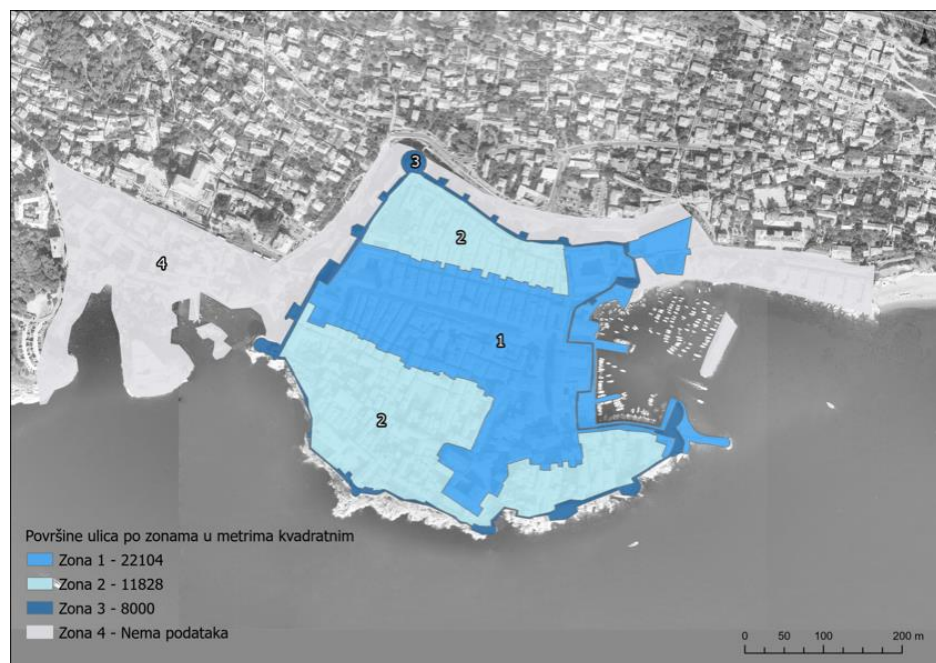 3
2
4
1
2
Površine ulica po zonama u metrima kvadratnim
Zona 1 - 22104
Zona 2 - 11828
Zona 3 - 8000
Zona 4 - Nema podataka
0 50 100 200 m